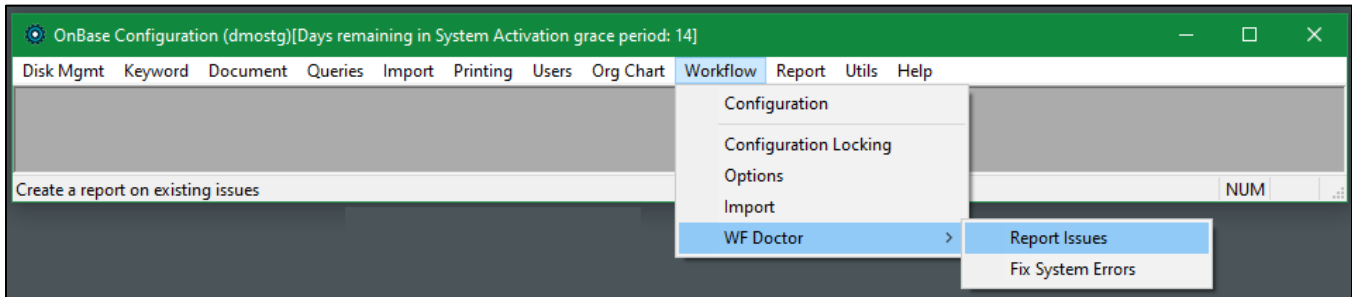 OnBase Configuration (dmostg)[Days remaining in System Activation grace period: 14]
Disk Mgmt Keyword Document Queries Import Printing Users Org Chart Workflow Report Utils Help
Configuration
Configuration Locking
Options
Create a report on existing issues NUM
Import
WF Doctor > Report Issues
Fix System Errors